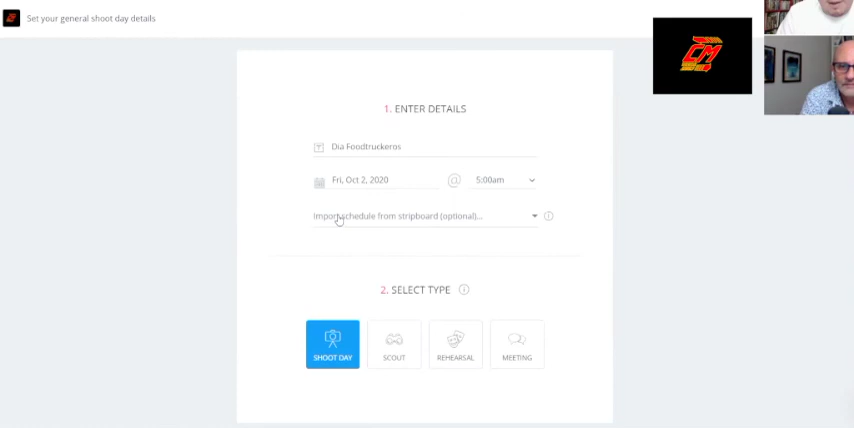 Set your general shoot day details
CM
1. ENTER DETAILS
Dia Foodtruckeros
Fri, Oct 2, 2020 @ 5:00am
Import schedule from stripboard (optional)...
2. SELECT TYPE
SHOOT DAY SCOUT REHEARSAL MEETING